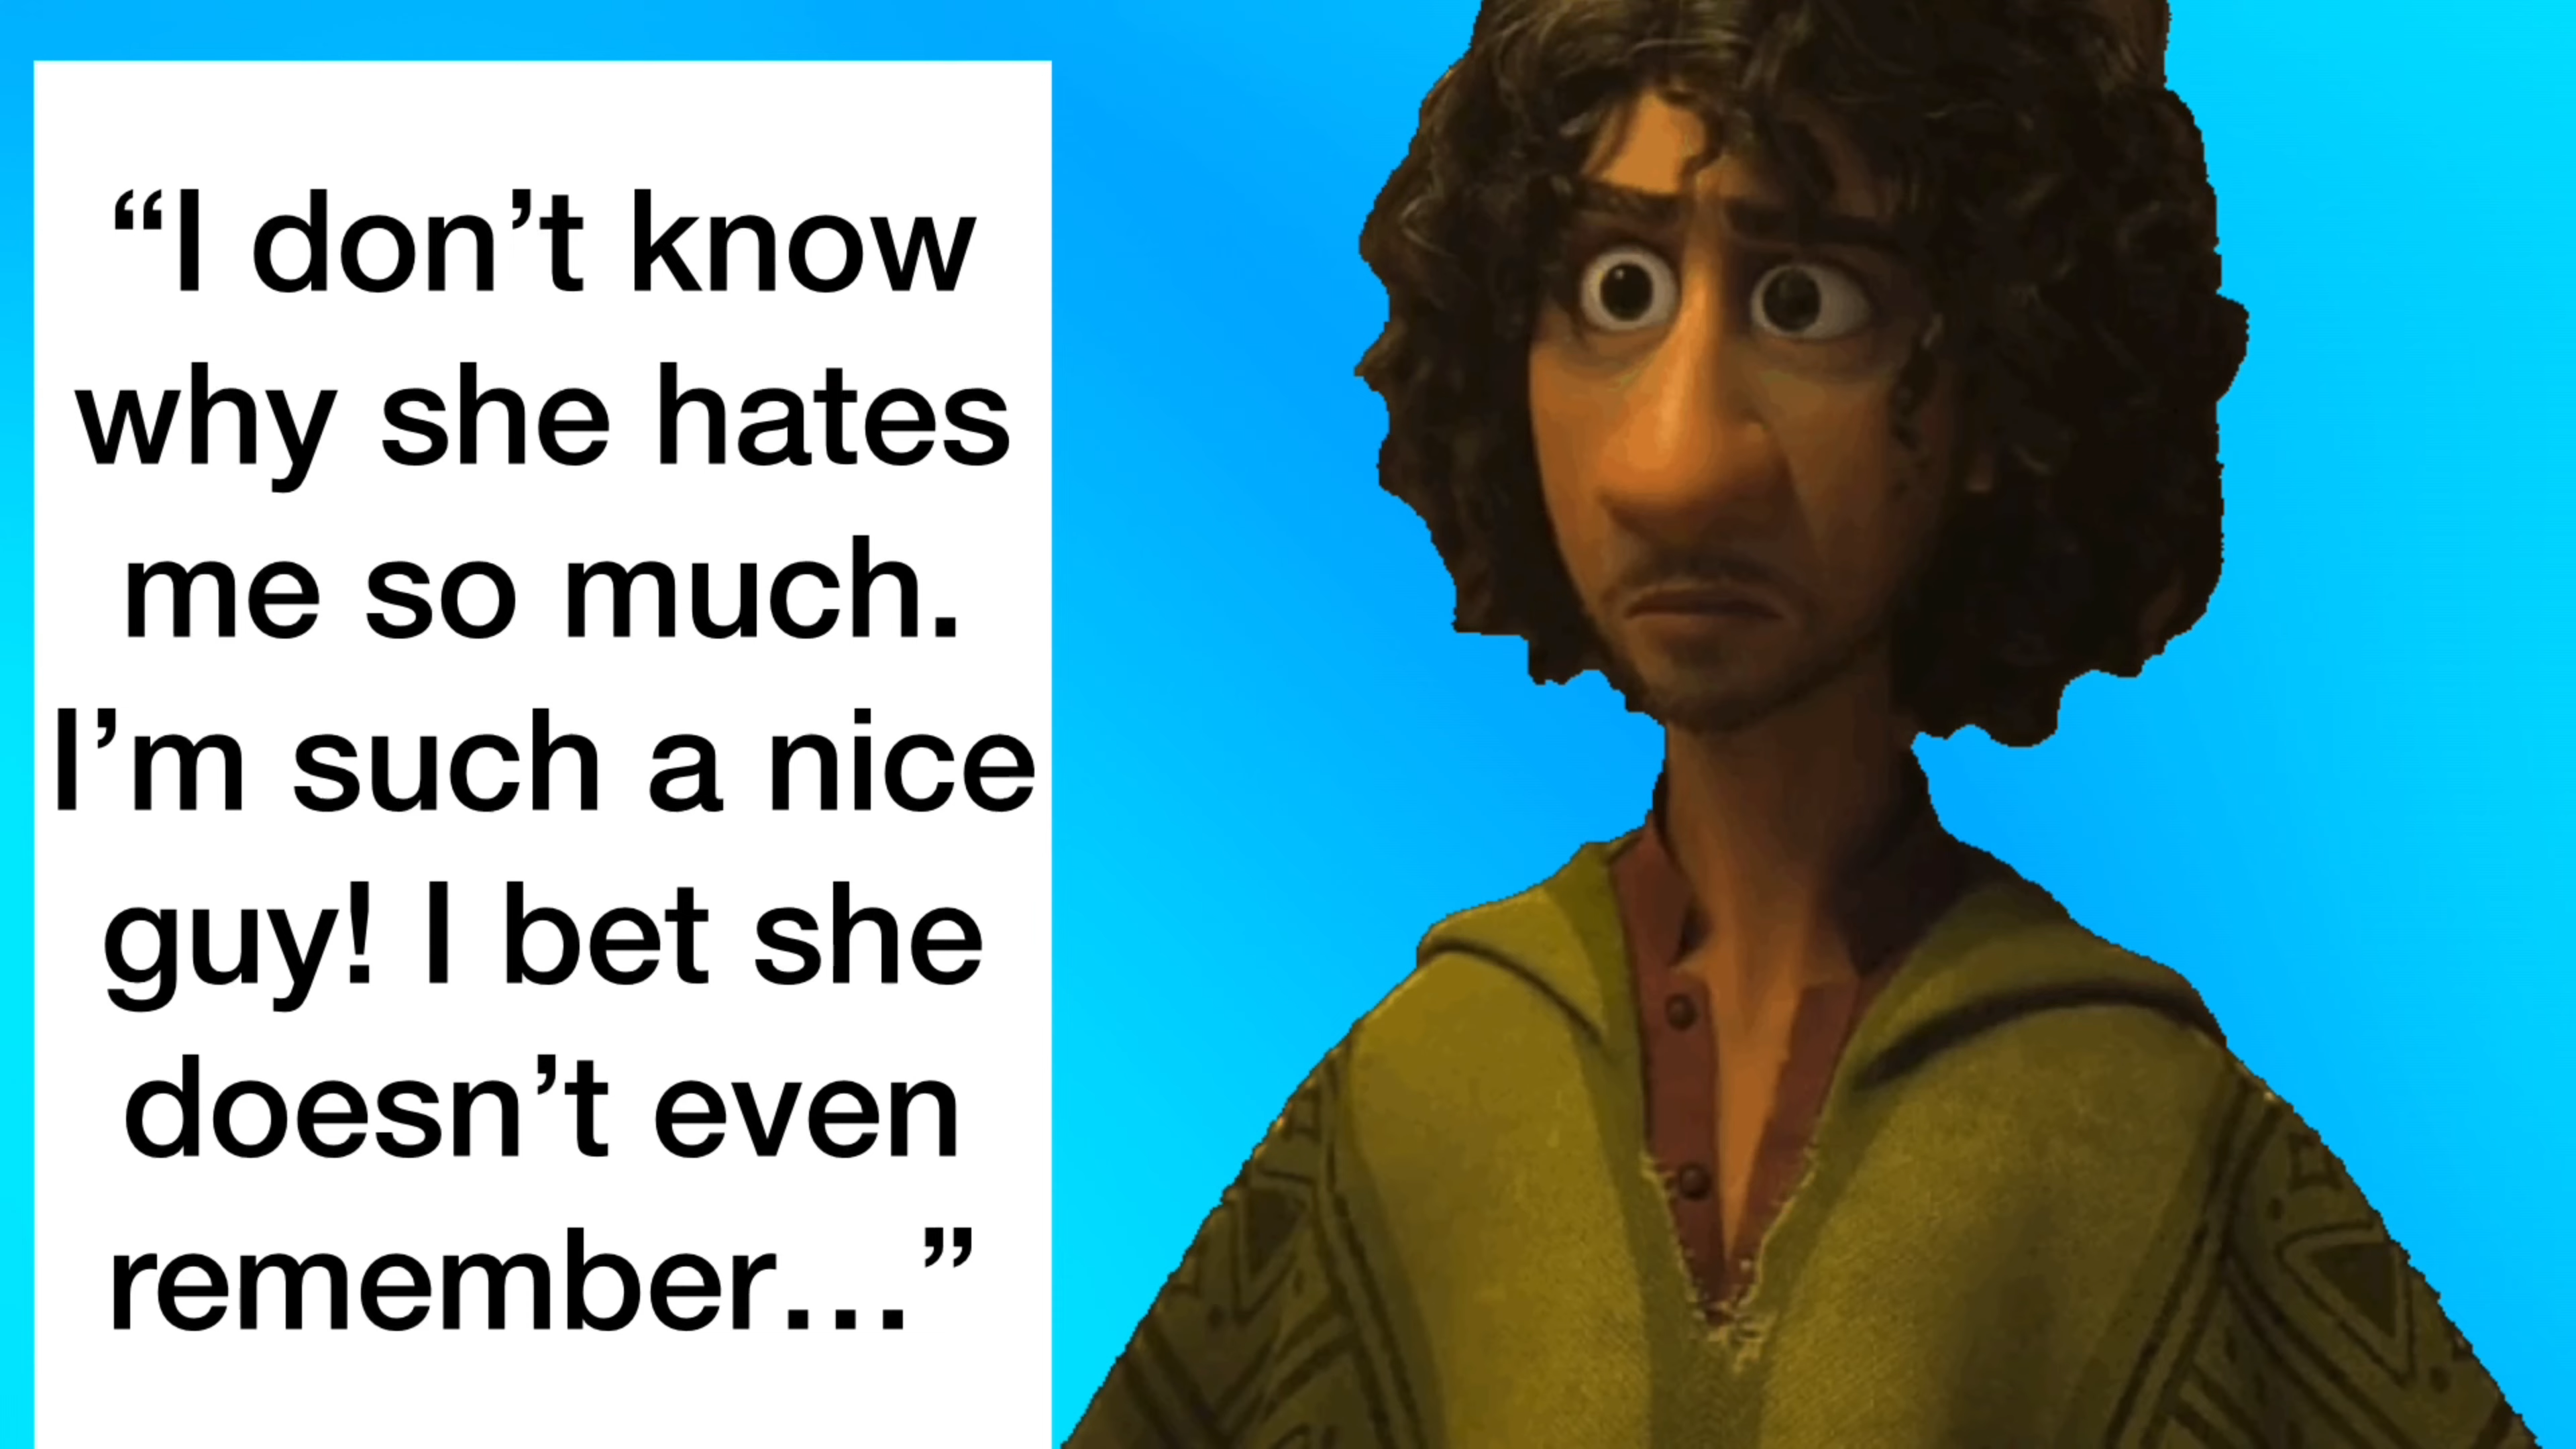 “I don’t know
why she hates
me so much.
I’m such a nice
guy! I bet she
doesn’t even
remember…”